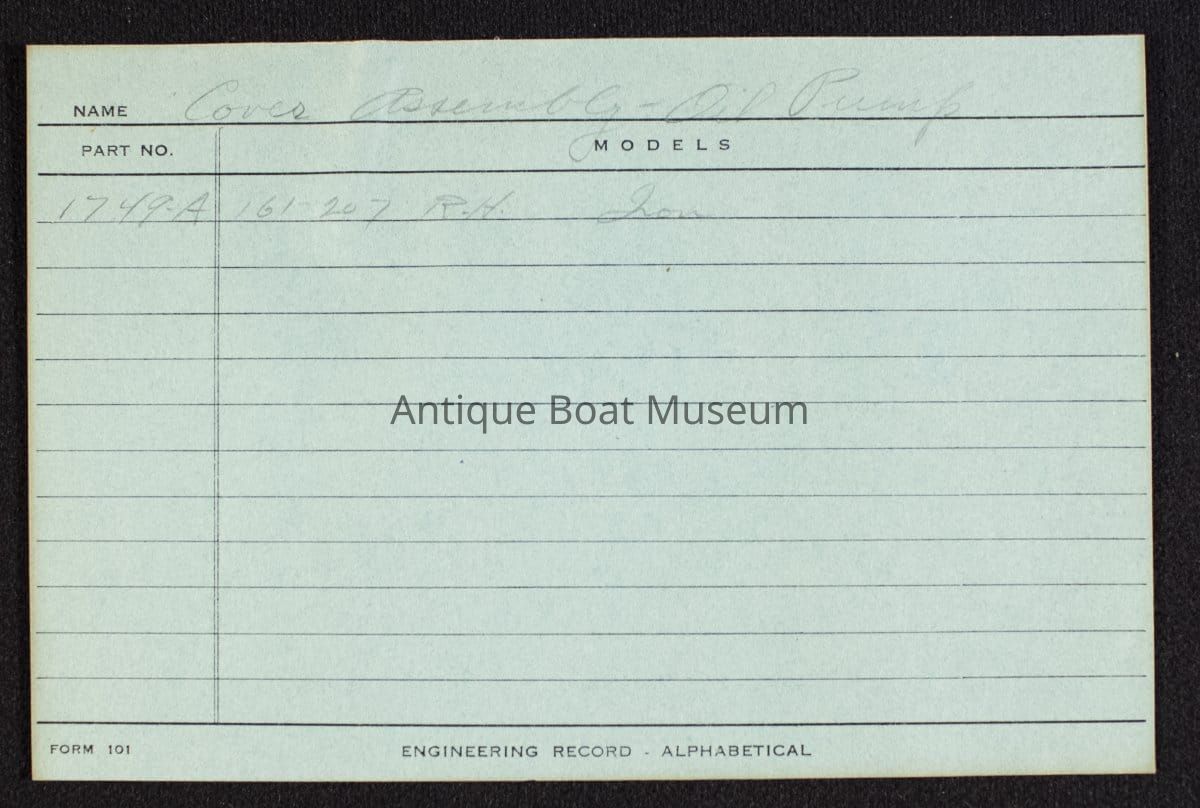 NAME Cover Assembly - Oil Pump
PART NO. MODELS
1749-A 161-207 R.H. Iron
Antique Boat Museum
FORM 101 ENGINEERING RECORD - ALPHABETICAL